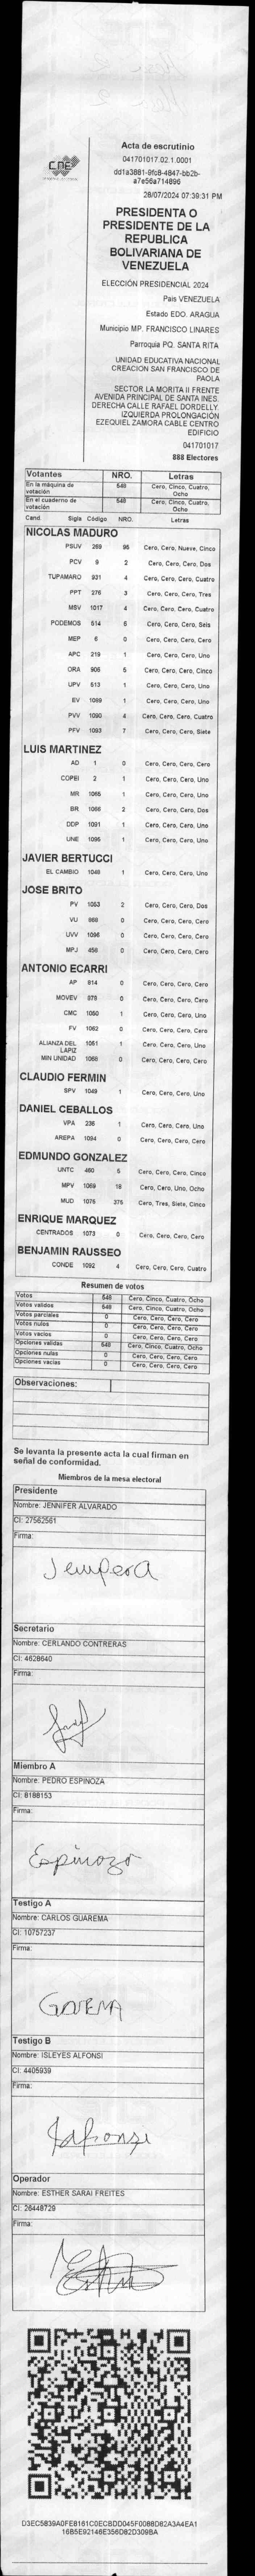 CNE
Acta de escrutinio
041701017.02.1.0001
dd1a3881-9fc8-4847-bb2b-
a7e56a714896
28/07/2024 07:39:31 PM
PRESIDENTA O
PRESIDENTE DE LA
REPUBLICA
BOLIVARIANA DE
VENEZUELA
ELECCIÓN PRESIDENCIAL 2024
Pais VENEZUELA
Estado EDO. ARAGUA
Municipio MP. FRANCISCO LINARES
Parroquia PQ. SANTA RITA
UNIDAD EDUCATIVA NACIONAL
CREACION SAN FRANCISCO DE
PAOLA
SECTOR LA MORITA II FRENTE
AVENIDA PRINCIPAL DE SANTA INES.
DERECHA CALLE RAFAEL DORDELLY.
IZQUIERDA PROLONGACIÓN
EZEQUIEL ZAMORA CABLE CENTRO
EDIFICIO
041701017
888 Electores
Votantes NRO. Letras
En la máquina de votación 548 Cero, Cinco, Cuatro, Ocho
En el cuaderno de votación 548 Cero, Cinco, Cuatro, Ocho
Cand. Sigla Código NRO. Letras
NICOLAS MADURO
PSUV 269 95 Cero, Cero, Nueve, Cinco
PCV 9 2 Cero, Cero, Cero, Dos
TUPAMARO 931 4 Cero, Cero, Cero, Cuatro
PPT 276 3 Cero, Cero, Cero, Tres
MSV 1017 4 Cero, Cero, Cero, Cuatro
PODEMOS 514 6 Cero, Cero, Cero, Seis
MEP 6 0 Cero, Cero, Cero, Cero
APC 219 1 Cero, Cero, Cero, Uno
ORA 906 5 Cero, Cero, Cero, Cinco
UPV 513 1 Cero, Cero, Cero, Uno
EV 1089 1 Cero, Cero, Cero, Uno
PVV 1090 4 Cero, Cero, Cero, Cuatro
PFV 1093 7 Cero, Cero, Cero, Siete
LUIS MARTINEZ
AD 1 0 Cero, Cero, Cero, Cero
COPEI 2 1 Cero, Cero, Cero, Uno
MR 1065 1 Cero, Cero, Cero, Uno
BR 1066 2 Cero, Cero, Cero, Dos
DDP 1091 1 Cero, Cero, Cero, Uno
UNE 1095 1 Cero, Cero, Cero, Uno
JAVIER BERTUCCI
EL CAMBIO 1048 1 Cero, Cero, Cero, Uno
JOSE BRITO
PV 1053 2 Cero, Cero, Cero, Dos
VU 868 0 Cero, Cero, Cero, Cero
UVV 1096 0 Cero, Cero, Cero, Cero
MPJ 458 0 Cero, Cero, Cero, Cero
ANTONIO ECARRI
AP 814 0 Cero, Cero, Cero, Cero
MOVEV 879 0 Cero, Cero, Cero, Cero
CMC 1050 1 Cero, Cero, Cero, Uno
FV 1062 0 Cero, Cero, Cero, Cero
ALIANZA DEL LAPIZ 1051 1 Cero, Cero, Cero, Uno
MIN UNIDAD 1068 0 Cero, Cero, Cero, Cero
CLAUDIO FERMIN
SPV 1049 1 Cero, Cero, Cero, Uno
DANIEL CEBALLOS
VPA 236 1 Cero, Cero, Cero, Uno
AREPA 1094 0 Cero, Cero, Cero, Cero
EDMUNDO GONZALEZ
UNTC 460 5 Cero, Cero, Cero, Cinco
MPV 1069 18 Cero, Cero, Uno, Ocho
MUD 1076 375 Cero, Tres, Siete, Cinco
ENRIQUE MARQUEZ
CENTRADOS 1073 0 Cero, Cero, Cero, Cero
BENJAMIN RAUSSEO
CONDE 1092 4 Cero, Cero, Cero, Cuatro
Resumen de votos
Votos 548 Cero, Cinco, Cuatro, Ocho
Votos validos 548 Cero, Cinco, Cuatro, Ocho
Votos parciales 0 Cero, Cero, Cero, Cero
Votos nulos 0 Cero, Cero, Cero, Cero
Votos vacios 0 Cero, Cero, Cero, Cero
Opciones validas 548 Cero, Cinco, Cuatro, Ocho
Opciones nulas 0 Cero, Cero, Cero, Cero
Opciones vacias 0 Cero, Cero, Cero, Cero
Observaciones:
Se levanta la presente acta la cual firman en
señal de conformidad.
Miembros de la mesa electoral
Presidente
Nombre: JENNIFER ALVARADO
CI: 27562561
Firma:
Secretario
Nombre: CERLANDO CONTRERAS
CI: 4628640
Firma:
Miembro A
Nombre: PEDRO ESPINOZA
CI: 8188153
Firma:
Espinozo
Testigo A
Nombre: CARLOS GUAREMA
CI: 10757237
Firma:
Testigo B
Nombre: ISLEYES ALFONSI
CI: 4405939
Firma:
Operador
Nombre: ESTHER SARAI FREITES
CI: 26448729
Firma:
D3EC5839A0FE8161C0ECBDD045F0088D82A3A4EA1
16B5E92146E356D82D309BA